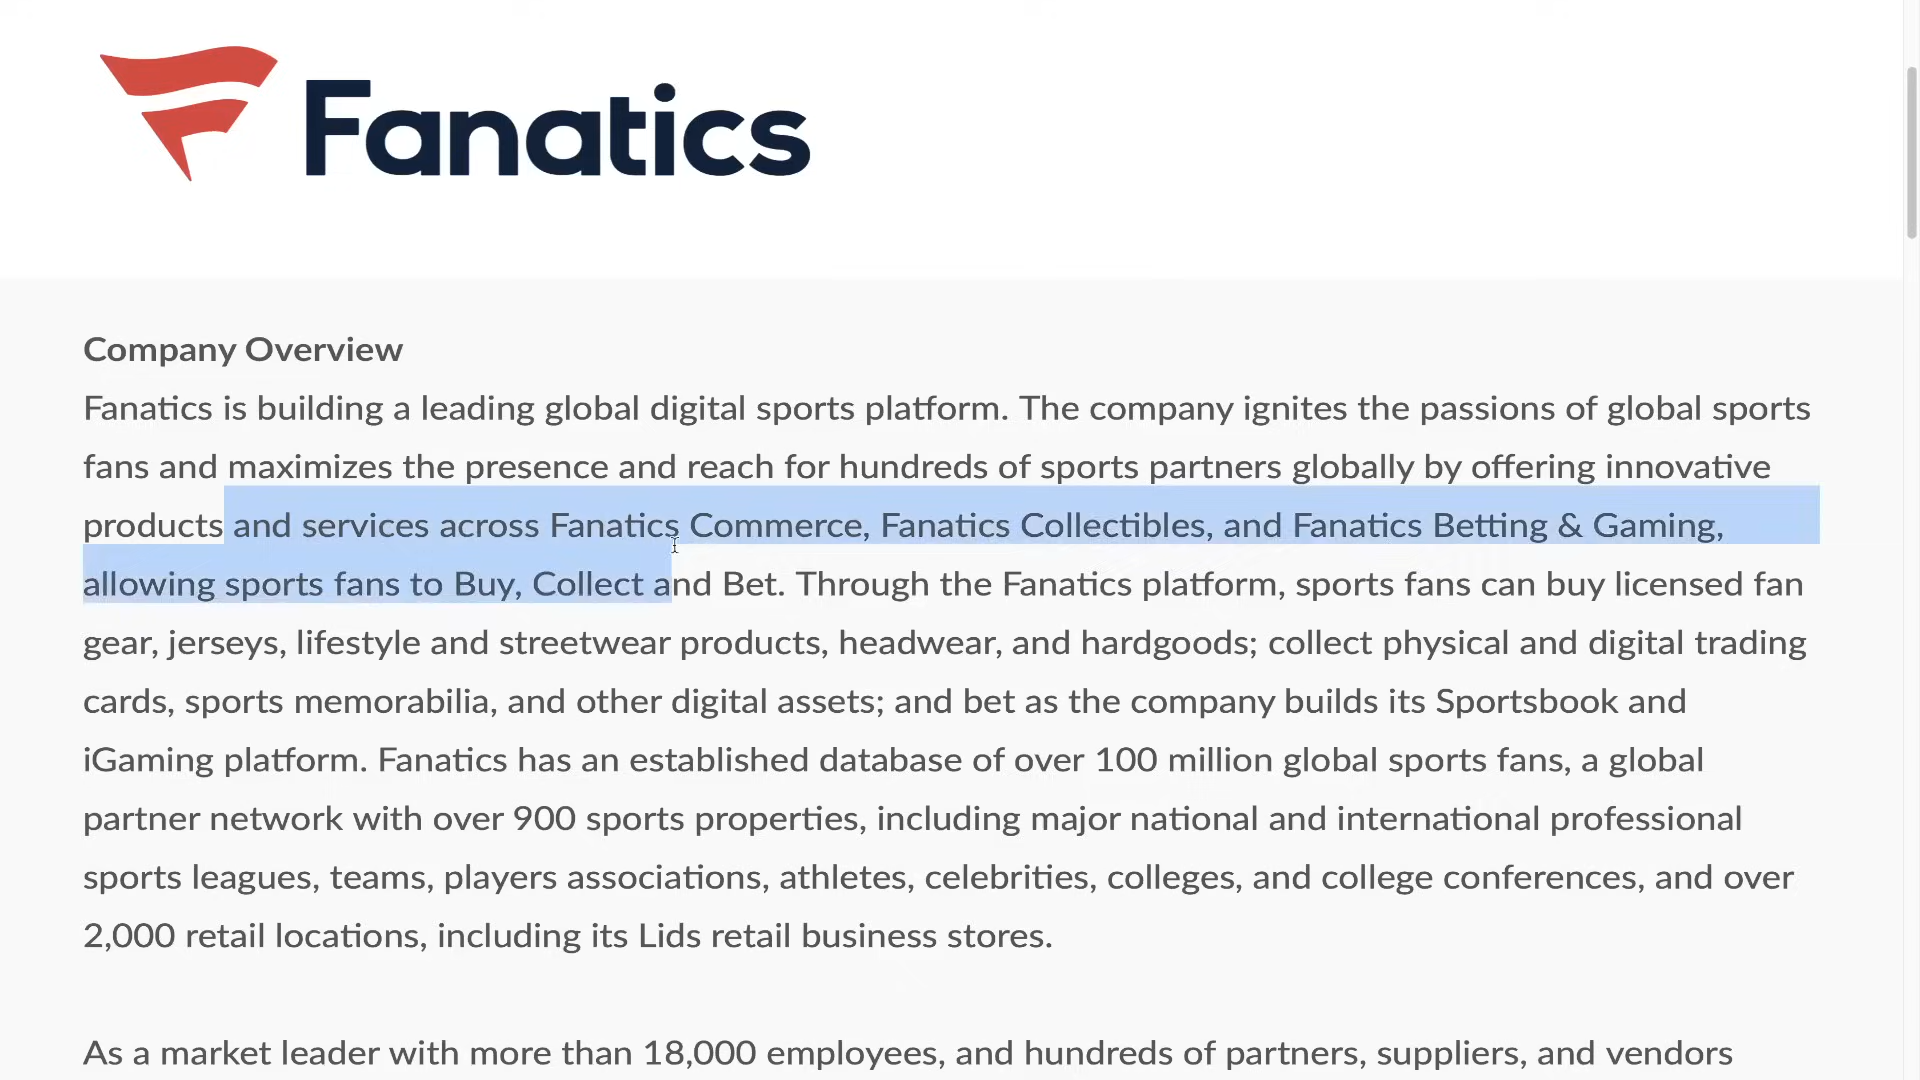 Fanatics
Company Overview
Fanatics is building a leading global digital sports platform. The company ignites the passions of global sports
fans and maximizes the presence and reach for hundreds of sports partners globally by offering innovative
products and services across Fanatics Commerce, Fanatics Collectibles, and Fanatics Betting & Gaming,
allowing sports fans to Buy, Collect and Bet. Through the Fanatics platform, sports fans can buy licensed fan
gear, jerseys, lifestyle and streetwear products, headwear, and hardgoods; collect physical and digital trading
cards, sports memorabilia, and other digital assets; and bet as the company builds its Sportsbook and
iGaming platform. Fanatics has an established database of over 100 million global sports fans, a global
partner network with over 900 sports properties, including major national and international professional
sports leagues, teams, players associations, athletes, celebrities, colleges, and college conferences, and over
2,000 retail locations, including its Lids retail business stores.
As a market leader with more than 18,000 employees, and hundreds of partners, suppliers, and vendors